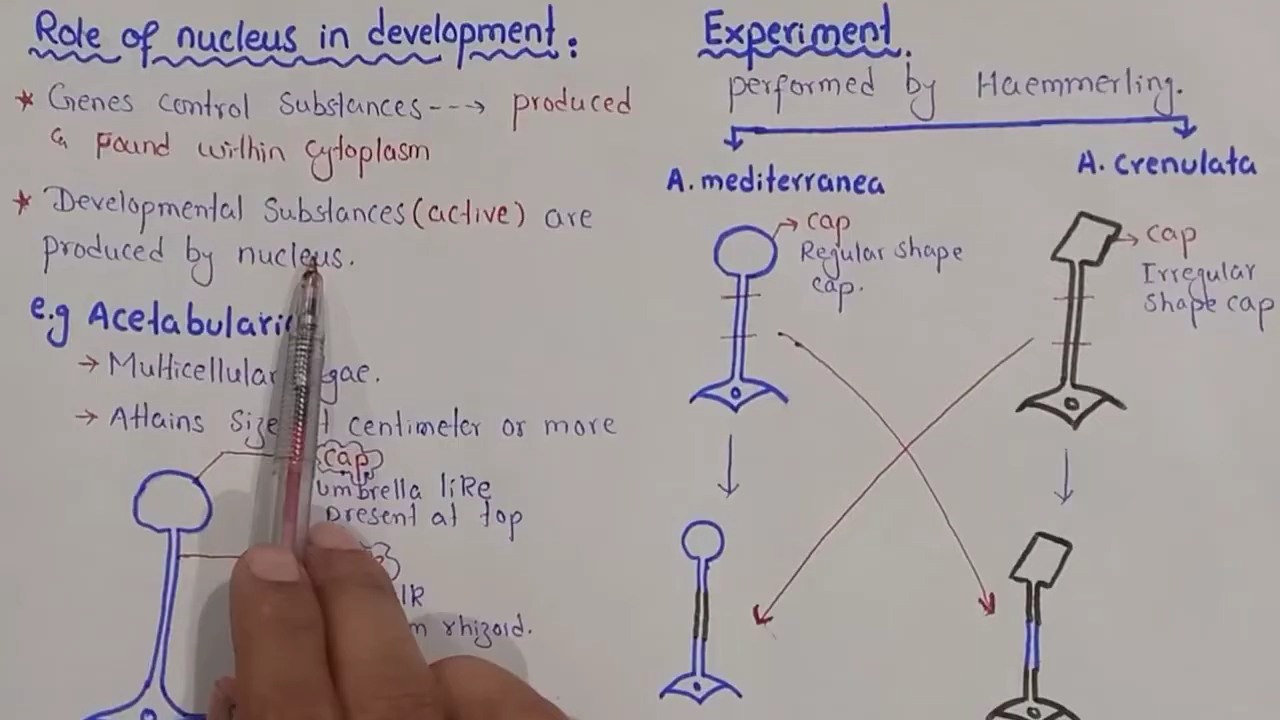 Role of nucleus in development:
* Genes control Substances ---> produced
& Found within cytoplasm
* Developmental Substances (active) are
produced by nucleus.
e.g Acetabularia
→ Multicellular
→ Attains size centimeter or more
cap
umbrella like
present at top
rhizoid.
Experiment.
performed by Haemmerling.
A. mediterranea
A. crenulata
cap
Regular shape
cap.
cap
Irregular
Shape cap